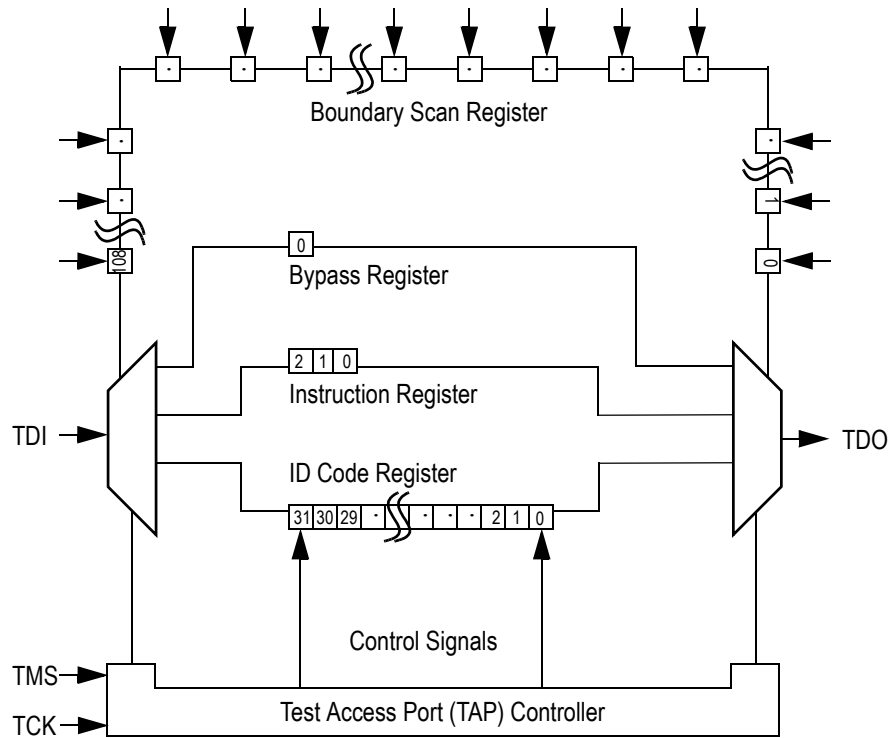 · · · · · · · ·
Boundary Scan Register
· ·
· 1
108 0
0
Bypass Register
2 1 0
Instruction Register
TDI TDO
ID Code Register
31 30 29 · · · · 2 1 0
Control Signals
TMS
Test Access Port (TAP) Controller
TCK